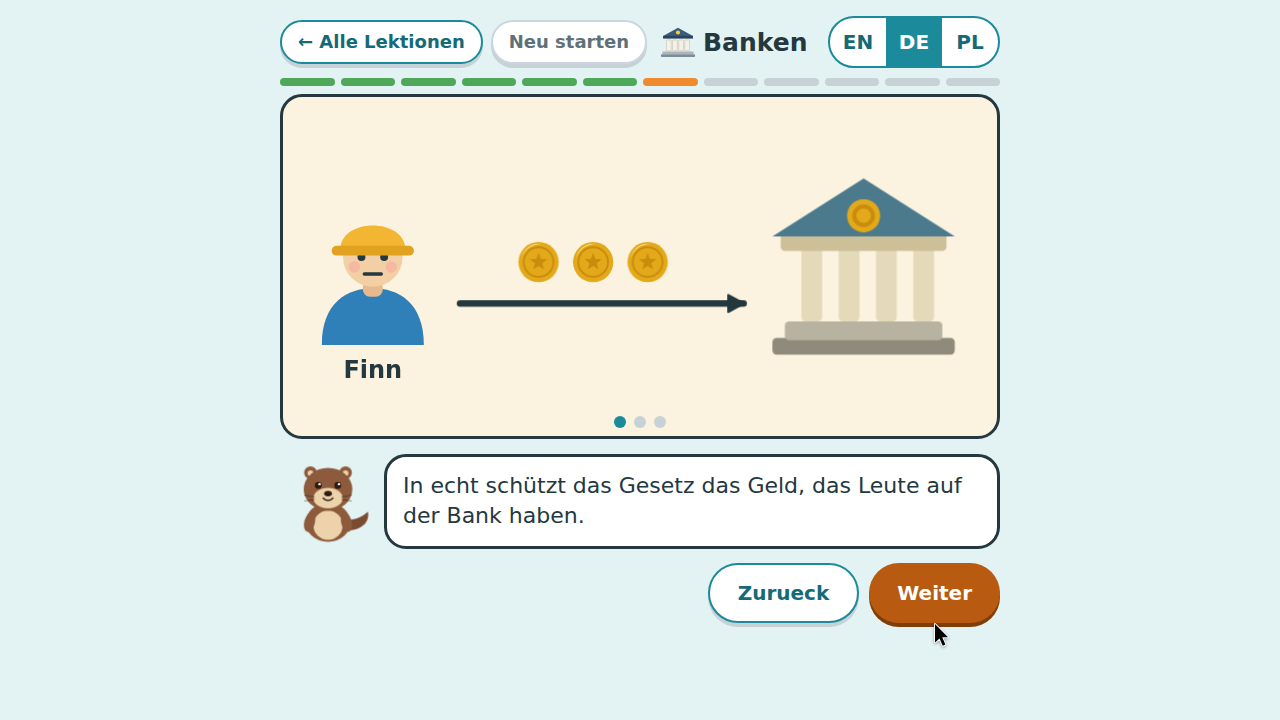 ← Alle Lektionen
Neu starten
Banken
EN
DE
PL
Finn
In echt schützt das Gesetz das Geld, das Leute auf
der Bank haben.
Zurueck
Weiter